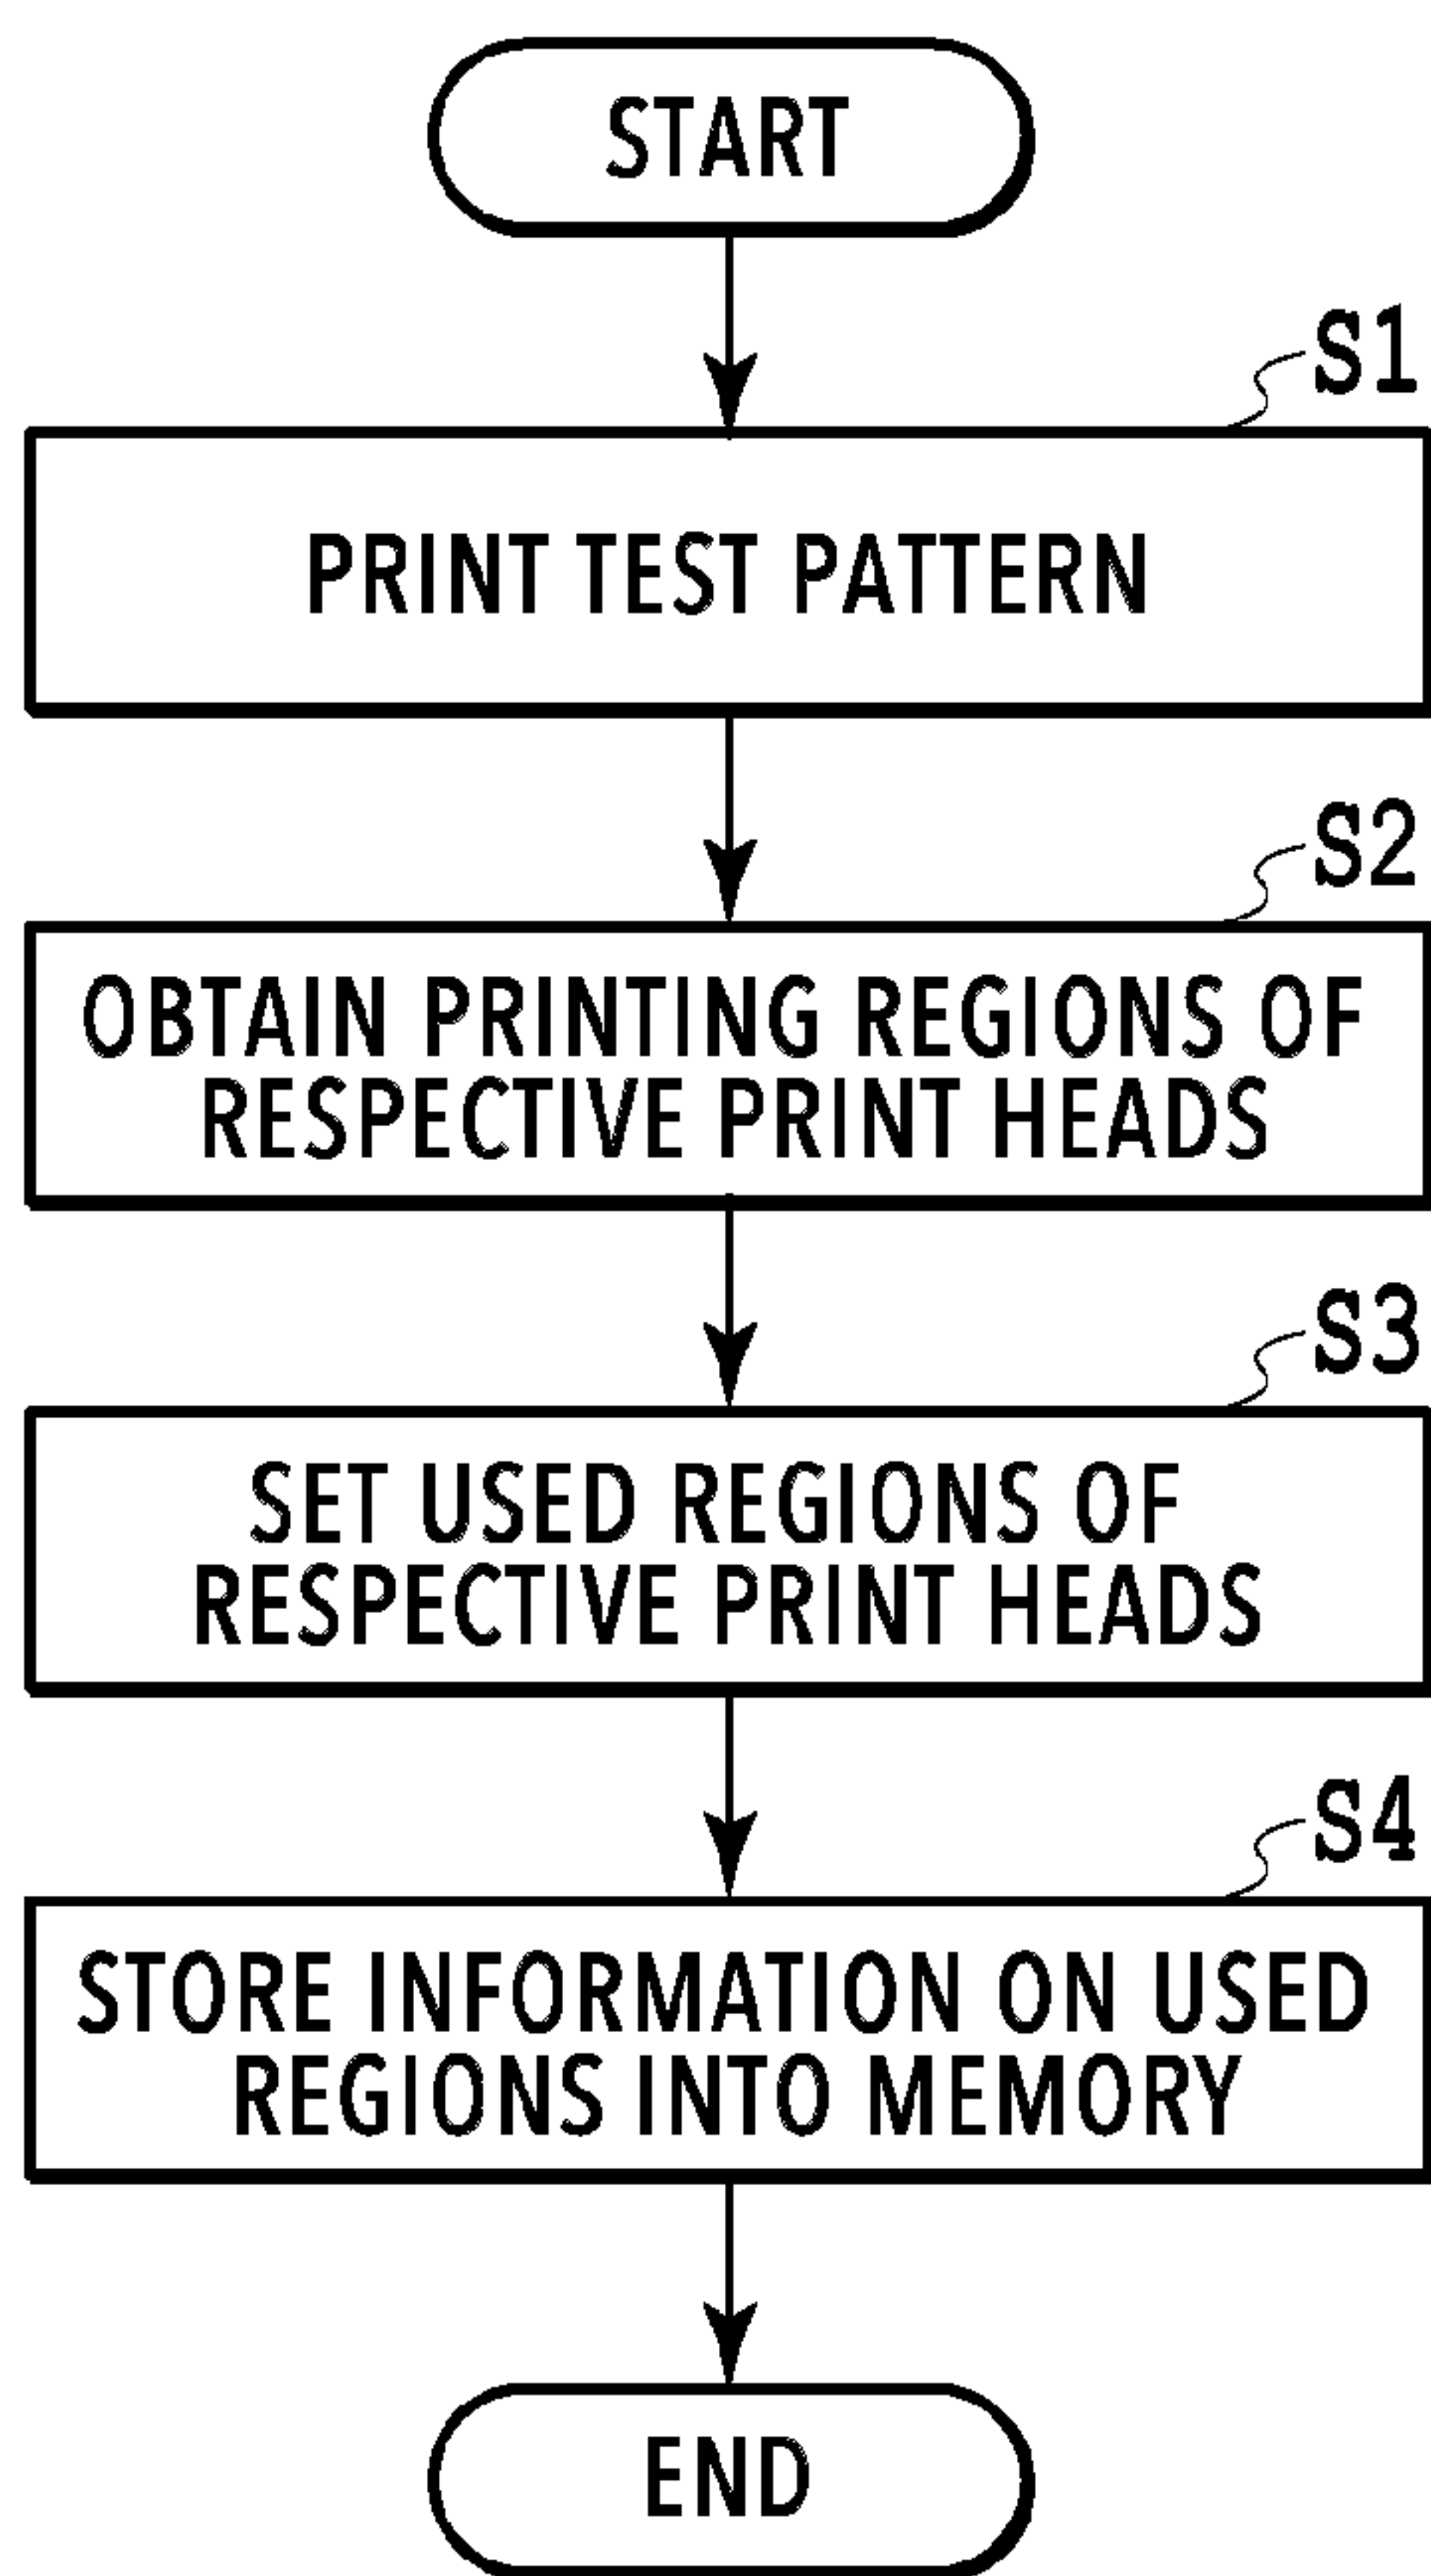 START
S1
PRINT TEST PATTERN
S2
OBTAIN PRINTING REGIONS OF
RESPECTIVE PRINT HEADS
S3
SET USED REGIONS OF
RESPECTIVE PRINT HEADS
S4
STORE INFORMATION ON USED
REGIONS INTO MEMORY
END